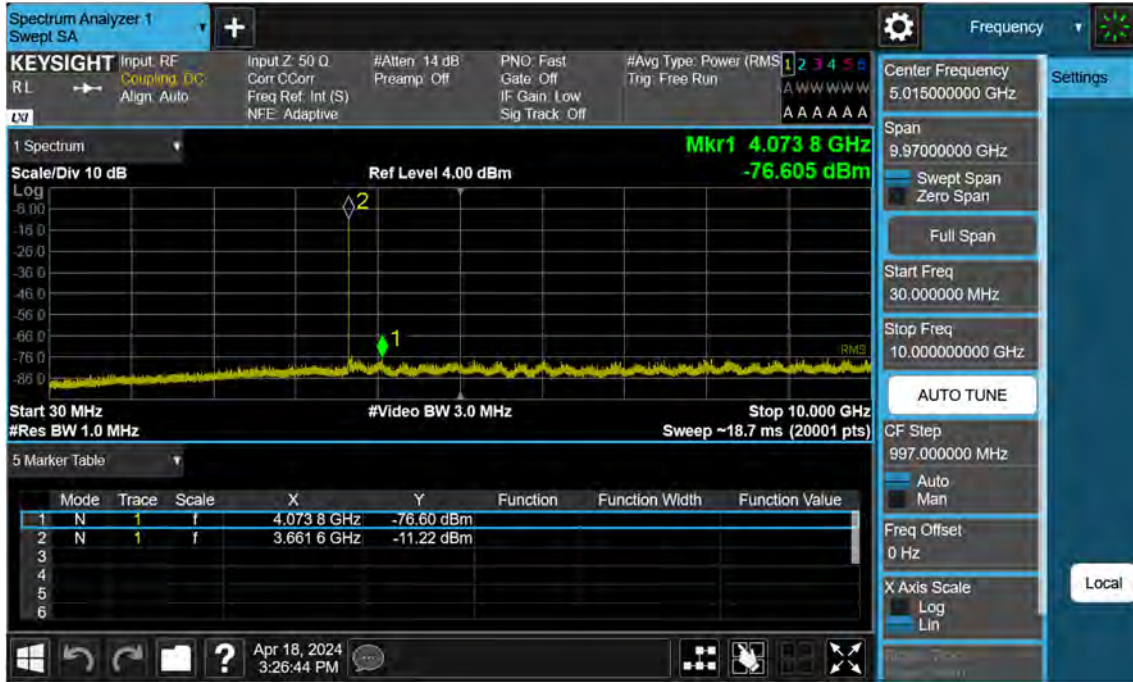 Spectrum Analyzer 1
Swept SA
+
Frequency
KEYSIGHT
RL
LXI
Input: RF
Coupling: DC
Align: Auto
Input Z: 50 Ω
Corr CCorr
Freq Ref: Int (S)
NFE: Adaptive
#Atten: 14 dB
Preamp: Off
PNO: Fast
Gate: Off
IF Gain: Low
Sig Track: Off
#Avg Type: Power (RMS
Trig: Free Run
1 2 3 4 5 6
A W W W W W
A A A A A A
1 Spectrum
Mkr1 4.073 8 GHz
-76.605 dBm
Scale/Div 10 dB
Ref Level 4.00 dBm
Log
-6.00
-16.0
-26.0
-36.0
-46.0
-56.0
-66.0
-76.0
-86.0
2
1
RMS
Start 30 MHz
#Video BW 3.0 MHz
Stop 10.000 GHz
#Res BW 1.0 MHz
Sweep ~18.7 ms (20001 pts)
5 Marker Table
Mode Trace Scale X Y Function Function Width Function Value
1 N 1 f 4.073 8 GHz -76.60 dBm
2 N 1 f 3.661 6 GHz -11.22 dBm
3
4
5
6
?
Apr 18, 2024
3:26:44 PM
Center Frequency
5.015000000 GHz
Span
9.97000000 GHz
Swept Span
Zero Span
Full Span
Start Freq
30.000000 MHz
Stop Freq
10.000000000 GHz
AUTO TUNE
CF Step
997.000000 MHz
Auto
Man
Freq Offset
0 Hz
X Axis Scale
Log
Lin
Settings
Local